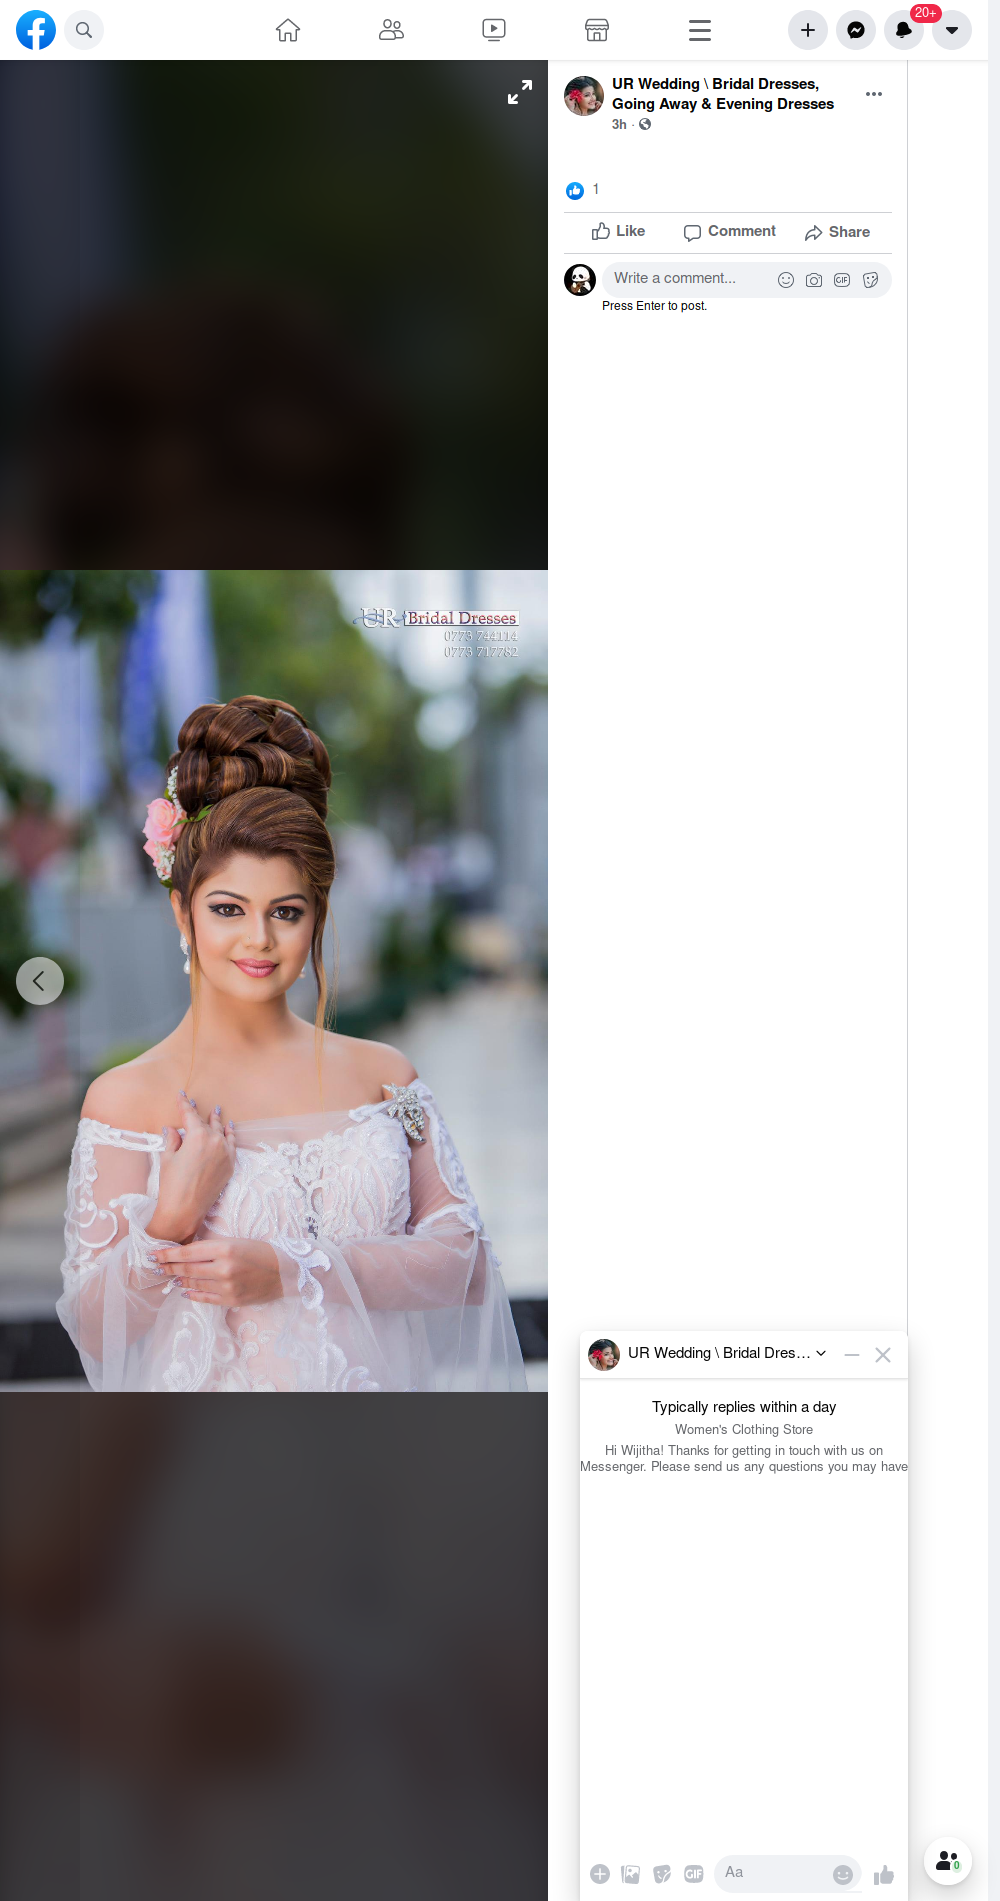 20+
UR Wedding \ Bridal Dresses,
Going Away & Evening Dresses
3h ·
1
Like Comment Share
Write a comment...
GIF
Press Enter to post.
UR Bridal Dresses
0773 744114
0773 717782
UR Wedding \ Bridal Dres...
Typically replies within a day
Women's Clothing Store
Hi Wijitha! Thanks for getting in touch with us on
Messenger. Please send us any questions you may have
GIF
Aa
0